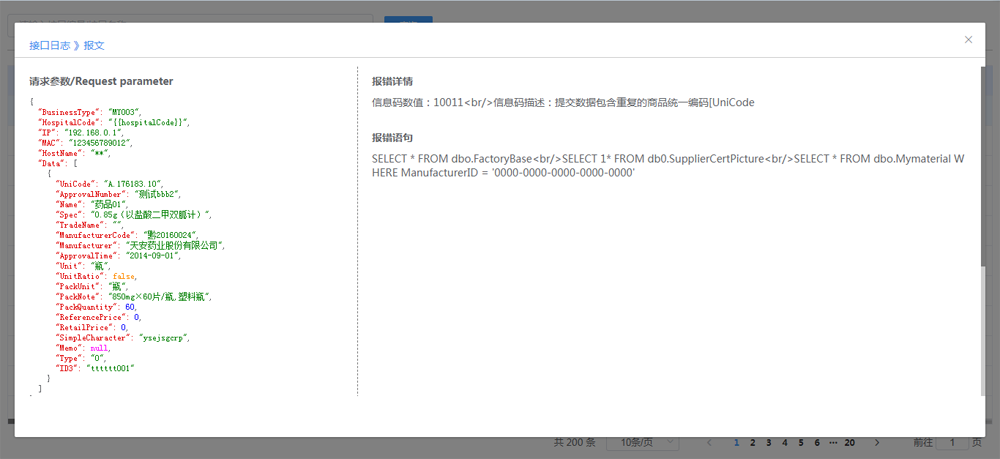 接口日志 》报文
请求参数/Request parameter
{
"BusinessType": "MT003",
"HospitalCode": "{{hospitalCode}}",
"IP": "192.168.0.1",
"MAC": "123456789012",
"HostName": "**",
"Data": [
{
"UniCode": "A.176183.10",
"ApprovalNumber": "测试bbb2",
"Name": "药品01",
"Spec": "0.85g（以盐酸二甲双胍计）",
"TradeName": "",
"ManufacturerCode": "黔20160024",
"Manufacturer": "天安药业股份有限公司",
"ApprovalTime": "2014-09-01",
"Unit": "瓶",
"UnitRatio": false,
"PackUnit": "瓶",
"PackNote": "850mg×60片/瓶,塑料瓶",
"PackQuantity": 60,
"ReferencePrice": 0,
"RetailPrice": 0,
"SimpleCharacter": "ysejsgcrp",
"Memo": null,
"Type": "0",
"ID3": "tttttt001"
}
]
报错详情
信息码数值：10011<br/>信息码描述：提交数据包含重复的商品统一编码[UniCode
报错语句
SELECT * FROM dbo.FactoryBase<br/>SELECT 1* FROM db0.SupplierCertPicture<br/>SELECT * FROM dbo.Mymaterial W
HERE ManufacturerID = '0000-0000-0000-0000-0000'
共 200 条 10条/页 1 2 3 4 5 6 ··· 20 前往 1 页